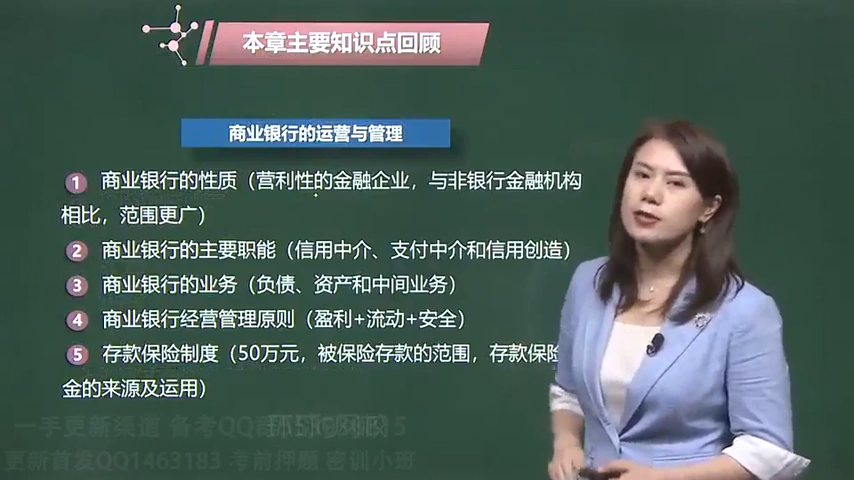 本章主要知识点回顾
商业银行的运营与管理
1 商业银行的性质（营利性的金融企业，与非银行金融机构
相比，范围更广）
2 商业银行的主要职能（信用中介、支付中介和信用创造）
3 商业银行的业务（负债、资产和中间业务）
4 商业银行经营管理原则（盈利+流动+安全）
5 存款保险制度（50万元，被保险存款的范围，存款保险
金的来源及运用）
一手更新渠道 备考QQ群
环球网校
更新首发QQ1463183 考前押题 密训小班